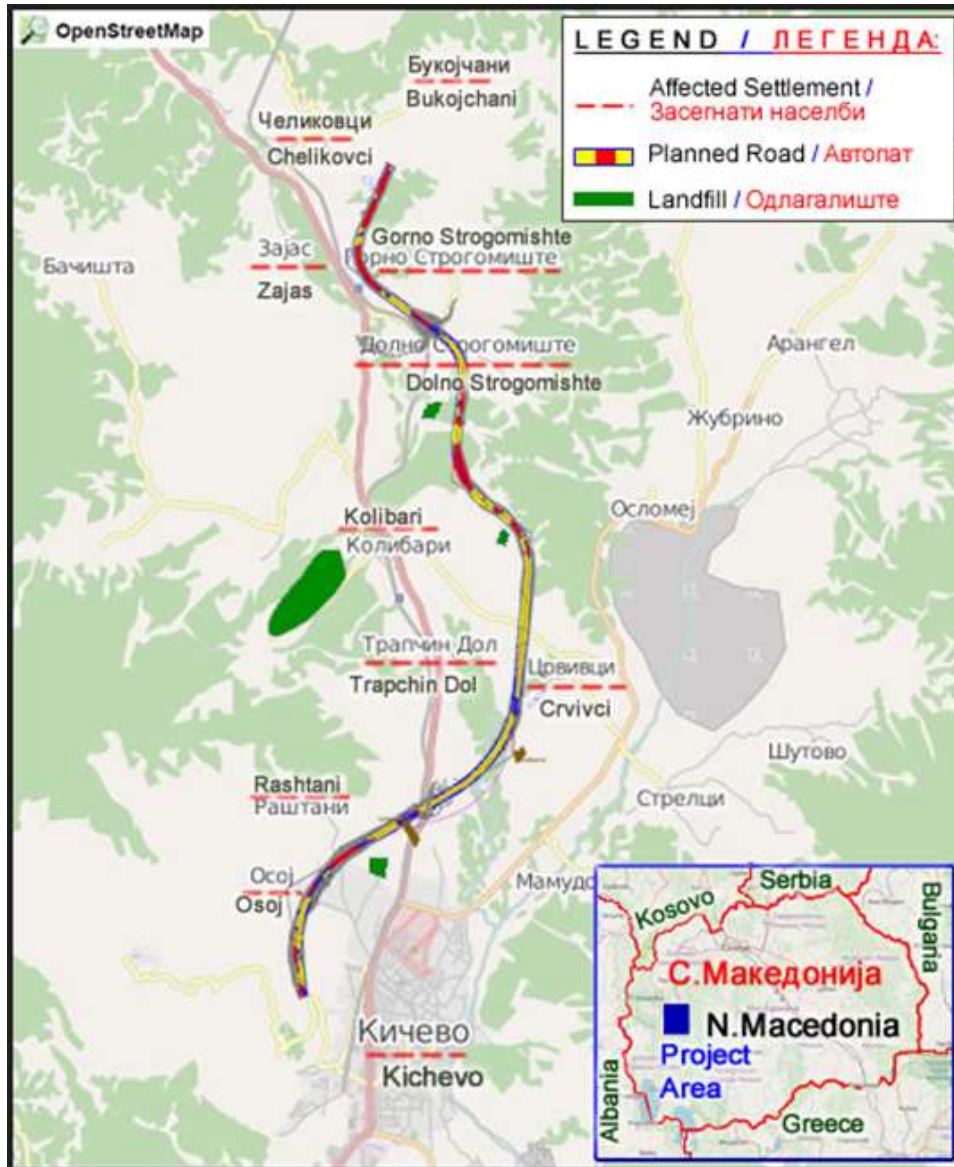 OpenStreetMap
LEGEND / ЛЕГЕНДА:
Affected Settlement /
Засегнати населби
Planned Road / Автопат
Landfill / Одлагалиште
Букојчани
Bukojchani
Челиковци
Chelikovci
Gorno Strogomishte
Горно Строгомиште
Зајас
Zajas
Бачишта
Долно Строгомиште
Dolno Strogomishte
Арангел
Жубрино
Осломеј
Kolibari
Колибари
Трапчин Дол
Trapchin Dol
Црвивци
Crvivci
Шутово
Стрелци
Rashtani
Раштани
Осој
Osoj
Мамудо
Кичево
Kichevo
Serbia
Kosovo
Bulgaria
С.Македонија
N.Macedonia
Project
Area
Albania
Greece